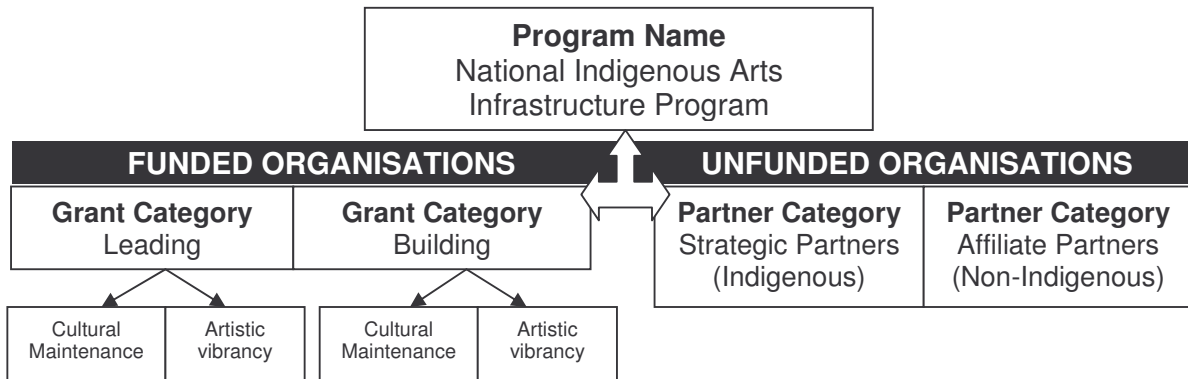 Program Name
National Indigenous Arts
Infrastructure Program
FUNDED ORGANISATIONS
UNFUNDED ORGANISATIONS
Grant Category
Leading
Grant Category
Building
Partner Category
Strategic Partners
(Indigenous)
Partner Category
Affiliate Partners
(Non-Indigenous)
Cultural
Maintenance
Artistic
vibrancy
Cultural
Maintenance
Artistic
vibrancy